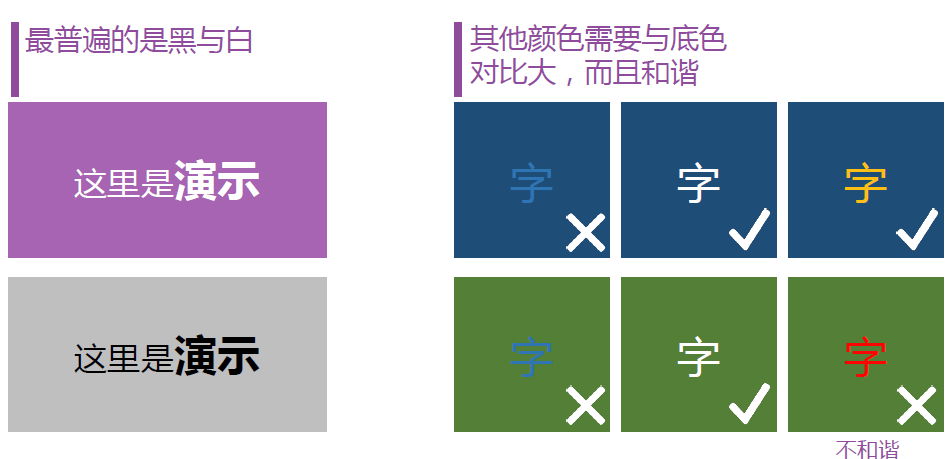 最普遍的是黑与白
这里是演示
这里是演示
其他颜色需要与底色
对比大，而且和谐
字 字 字
字 字 字
不和谐